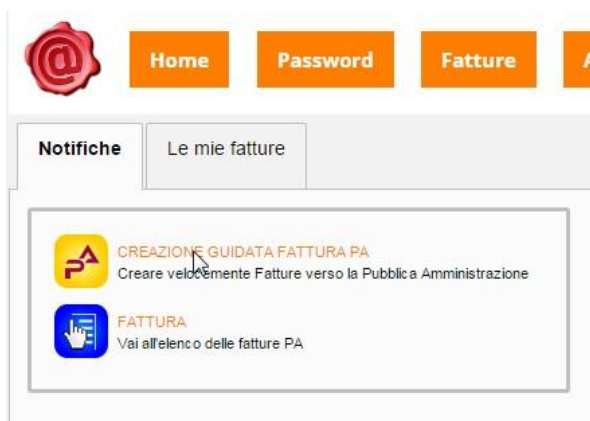 @
Home Password Fatture A
Notifiche Le mie fatture
PA
CREAZIONE GUIDATA FATTURA PA
Creare velocemente Fatture verso la Pubblica Amministrazione
FATTURA
Vai all'elenco delle fatture PA